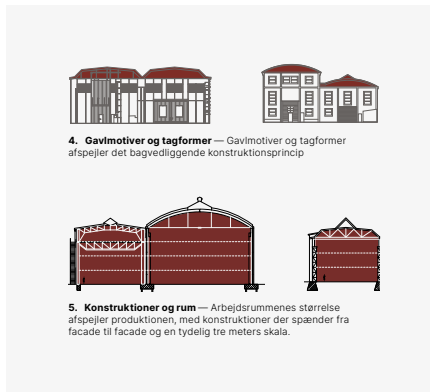 4. Gavlmotiver og tagformer — Gavlmotiver og tagformer
afspejler det bagvedliggende konstruktionsprincip
5. Konstruktioner og rum — Arbejdsrummenes størrelse
afspejler produktionen, med konstruktioner der spænder fra
facade til facade og en tydelig tre meters skala.